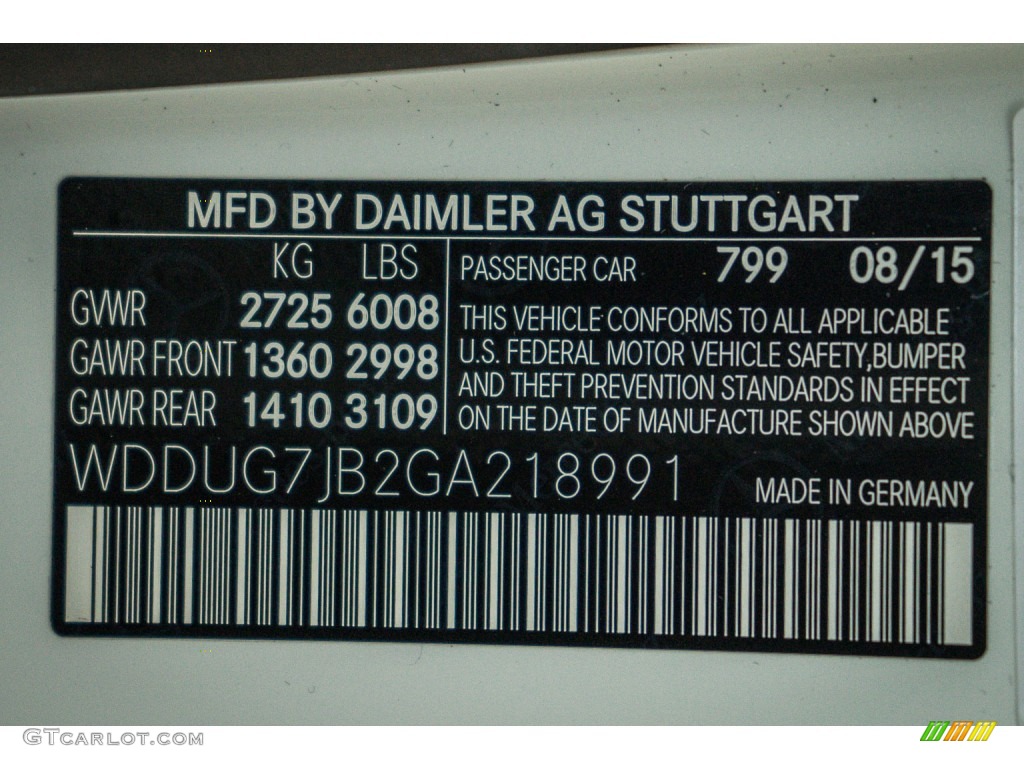 MFD BY DAIMLER AG STUTTGART
KG LBS
GVWR 2725 6008
GAWR FRONT 1360 2998
GAWR REAR 1410 3109
PASSENGER CAR 799 08/15
THIS VEHICLE CONFORMS TO ALL APPLICABLE
U.S. FEDERAL MOTOR VEHICLE SAFETY,BUMPER
AND THEFT PREVENTION STANDARDS IN EFFECT
ON THE DATE OF MANUFACTURE SHOWN ABOVE
WDDUG7JB2GA218991
MADE IN GERMANY
GTCARLOT.COM